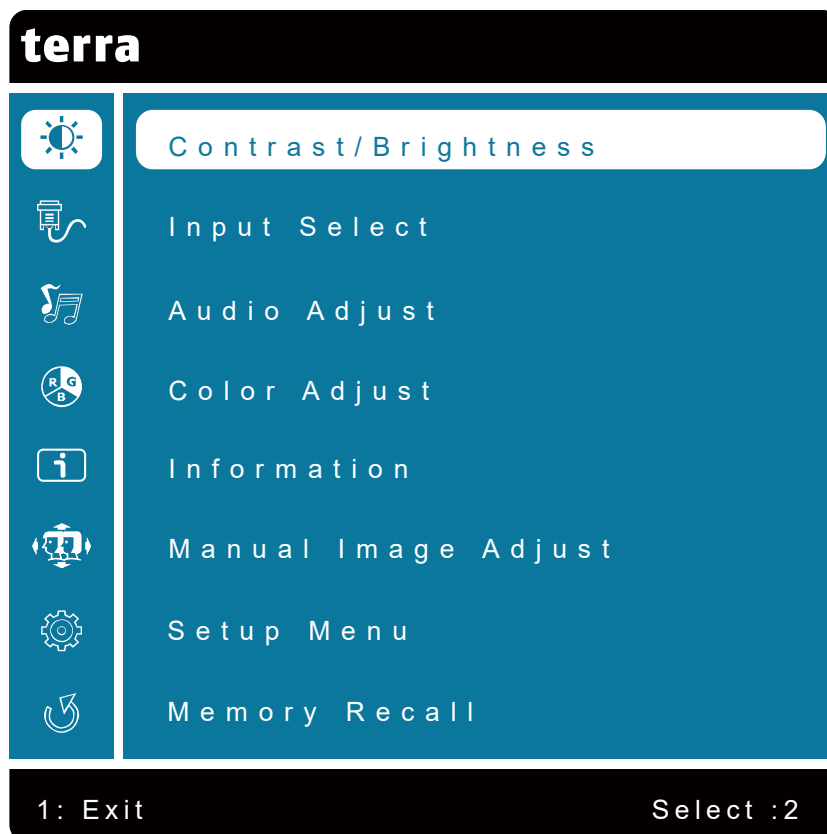 terra
Contrast/Brightness
Input Select
Audio Adjust
R G
B
Color Adjust
i
Information
Manual Image Adjust
Setup Menu
Memory Recall
1: Exit Select :2